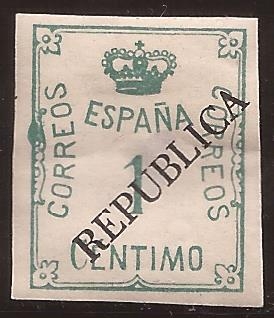 ESPAÑA
CORREOS
1
CORREOS
CENTIMO
REPUBLICA